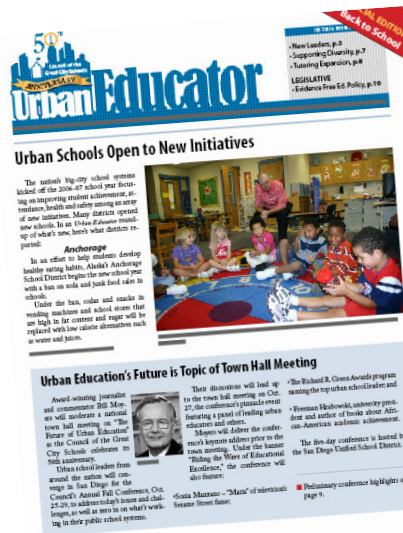 SPECIAL EDITION
Back to School
50TH
Council of the
Great City Schools
ANNIVERSARY
Urban Educator
IN THIS ISSUE
• New Leaders, p.3
• Supporting Diversity, p.7
• Tutoring Expansion, p.8
LEGISLATIVE
• Evidence Free Ed. Policy, p.10
Urban Schools Open to New Initiatives
The nation's big-city school systems
kicked off the 2006-07 school year focus-
ing on improving student achievement, at-
tendance, health and safety among an array
of new initiatives. Many districts opened
new schools. In an Urban Educator round-
up of what's new, here's what districts re-
ported:
Anchorage
In an effort to help students develop
healthy eating habits, Alaska's Anchorage
School District begins the new school year
with a ban on soda and junk food sales in
schools.
Under the ban, sodas and snacks in
vending machines and school stores that
are high in fat content and sugar will be
replaced with low calorie alternatives such
as water and juices.
Urban Education's Future is Topic of Town Hall Meeting
Award-winning journalist
and commentator Bill Moy-
ers will moderate a national
town hall meeting on "The
Future of Urban Education"
as the Council of the Great
City Schools celebrates its
50th anniversary.
Urban school leaders from
around the nation will con-
verge in San Diego for the
Council's Annual Fall Conference, Oct.
25-29, to address today's issues and chal-
lenges, as well as zero in on what's work-
ing in their public school systems.
Their discussions will lead up
to the town hall meeting on Oct.
27, the conference's pinnacle event
featuring a panel of leading urban
educators and others.
Moyers will deliver the confer-
ence's keynote address prior to the
town meeting. Under the banner
"Riding the Wave of Educational
Excellence," the conference will
also feature:
•Sonia Manzano – "Maria" of television's
Sesame Street fame;
•The Richard R. Green Awards program
naming the top urban school leader; and
• Freeman Hrabowski, university presi-
dent and author of books about Afri-
can-American academic achievement.
The five-day conference is hosted by
the San Diego Unified School District.
■ Preliminary conference highlights on
page 9.